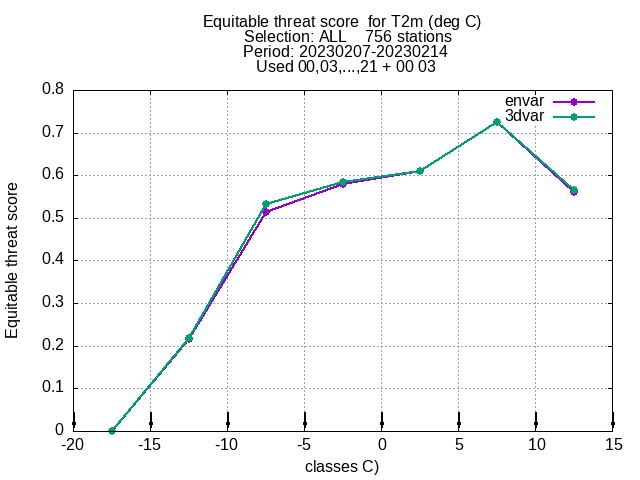 Equitable threat score  for T2m (deg C)
Selection: ALL    756 stations
Period: 20230207-20230214
Used 00,03,...,21 + 00 03
envar
3dvar
0.8
0.7
0.6
0.5
0.4
0.3
0.2
0.1
0
Equitable threat score
-20 -15 -10 -5 0 5 10 15
classes C)